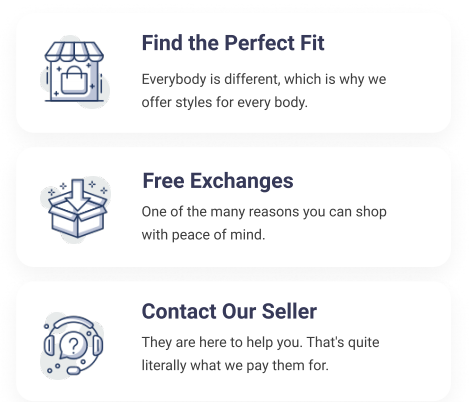 Find the Perfect Fit
Everybody is different, which is why we
offer styles for every body.
Free Exchanges
One of the many reasons you can shop
with peace of mind.
?
Contact Our Seller
They are here to help you. That's quite
literally what we pay them for.